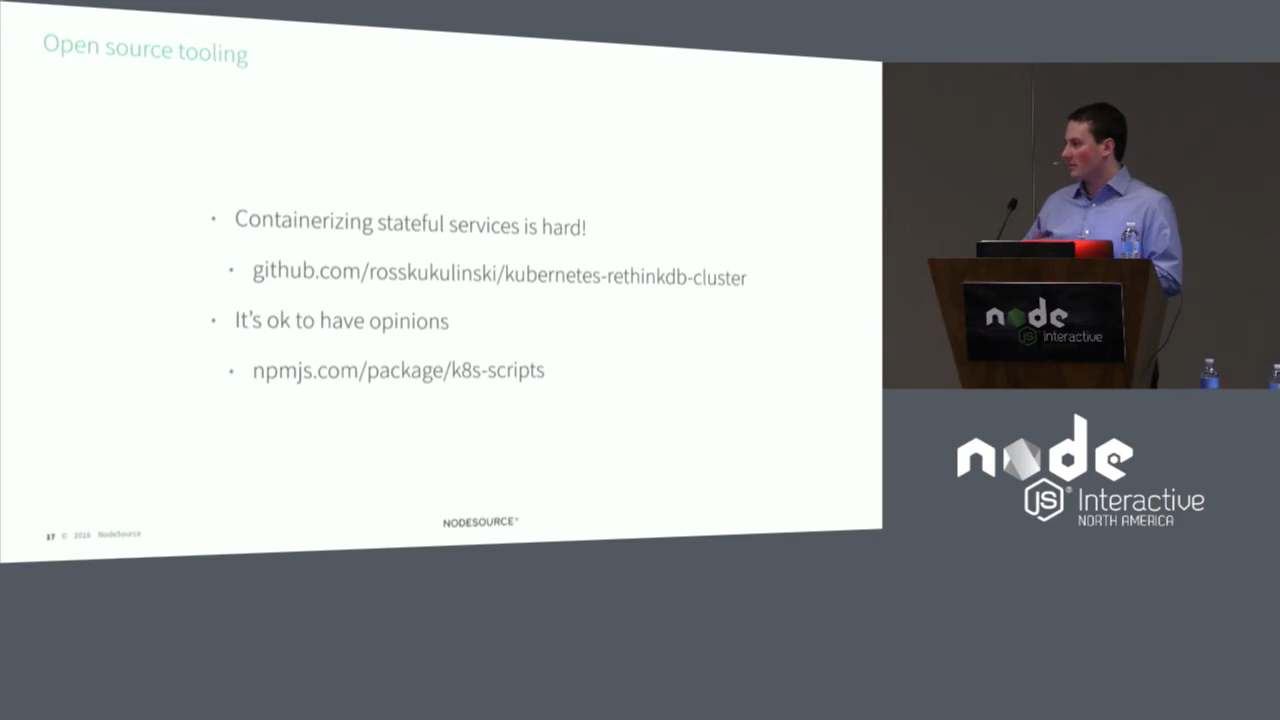 Open source tooling
• Containerizing stateful services is hard!
• github.com/rosskukulinski/kubernetes-rethinkdb-cluster
• It's ok to have opinions
• npmjs.com/package/k8s-scripts
17 © 2016 NodeSource
NODESOURCE®
node
JS Interactive
node
JS® Interactive
NORTH AMERICA